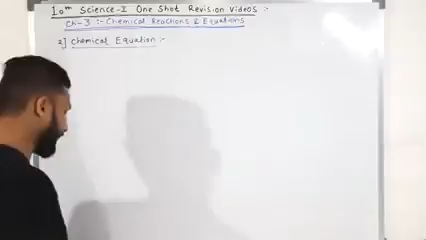 10th Science-I One Shot Revision Videos :-
Ch-3 :- Chemical Reactions & Equations
2] Chemical Equation :-